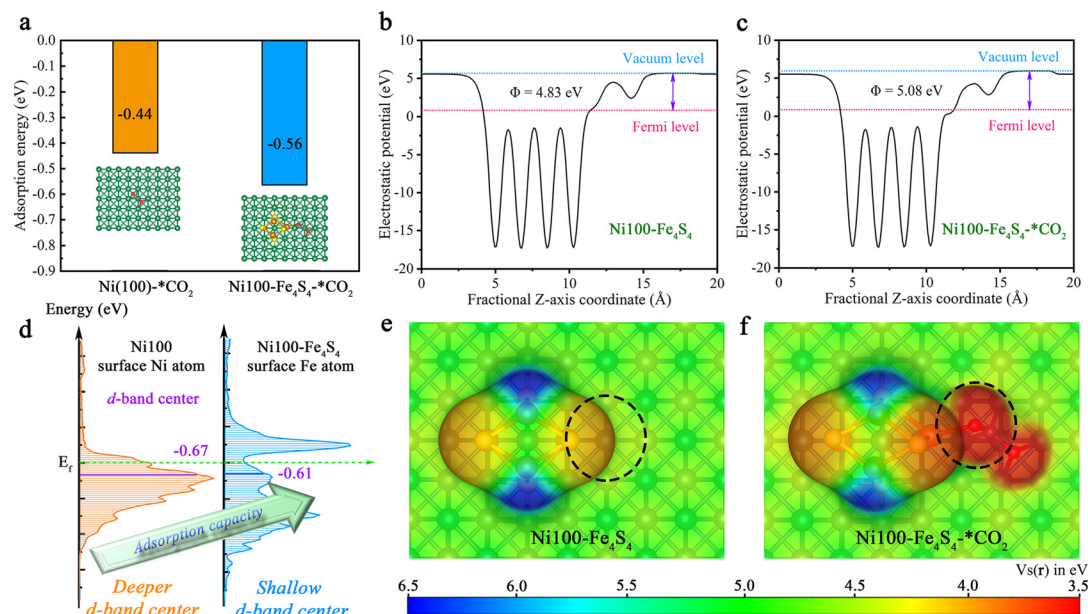 a
0.0
-0.1
-0.2
-0.3
-0.4
-0.5
-0.6
-0.7
-0.8
-0.9
Adsorption energy (eV)
-0.44
-0.56
Ni(100)-*CO₂
Ni100-Fe₄S₄-*CO₂
b
10
5
0
-5
-10
-15
-20
Electrostatic potential (eV)
Vacuum level
Φ = 4.83 eV
Fermi level
Ni100-Fe₄S₄
0
5
10
15
20
Fractional Z-axis coordinate (Å)
c
10
5
0
-5
-10
-15
-20
Electrostatic potential (eV)
Vacuum level
Φ = 5.08 eV
Fermi level
Ni100-Fe₄S₄-*CO₂
0
5
10
15
20
Fractional Z-axis coordinate (Å)
Energy (eV)
d
Ni100
surface Ni atom
Ni100-Fe₄S₄
surface Fe atom
d-band center
-0.67
E_f
-0.61
Adsorption capacity
Deeper
d-band center
Shallow
d-band center
e
Ni100-Fe₄S₄
f
Ni100-Fe₄S₄-*CO₂
Vs(r) in eV
6.5
6.0
5.5
5.0
4.5
4.0
3.5